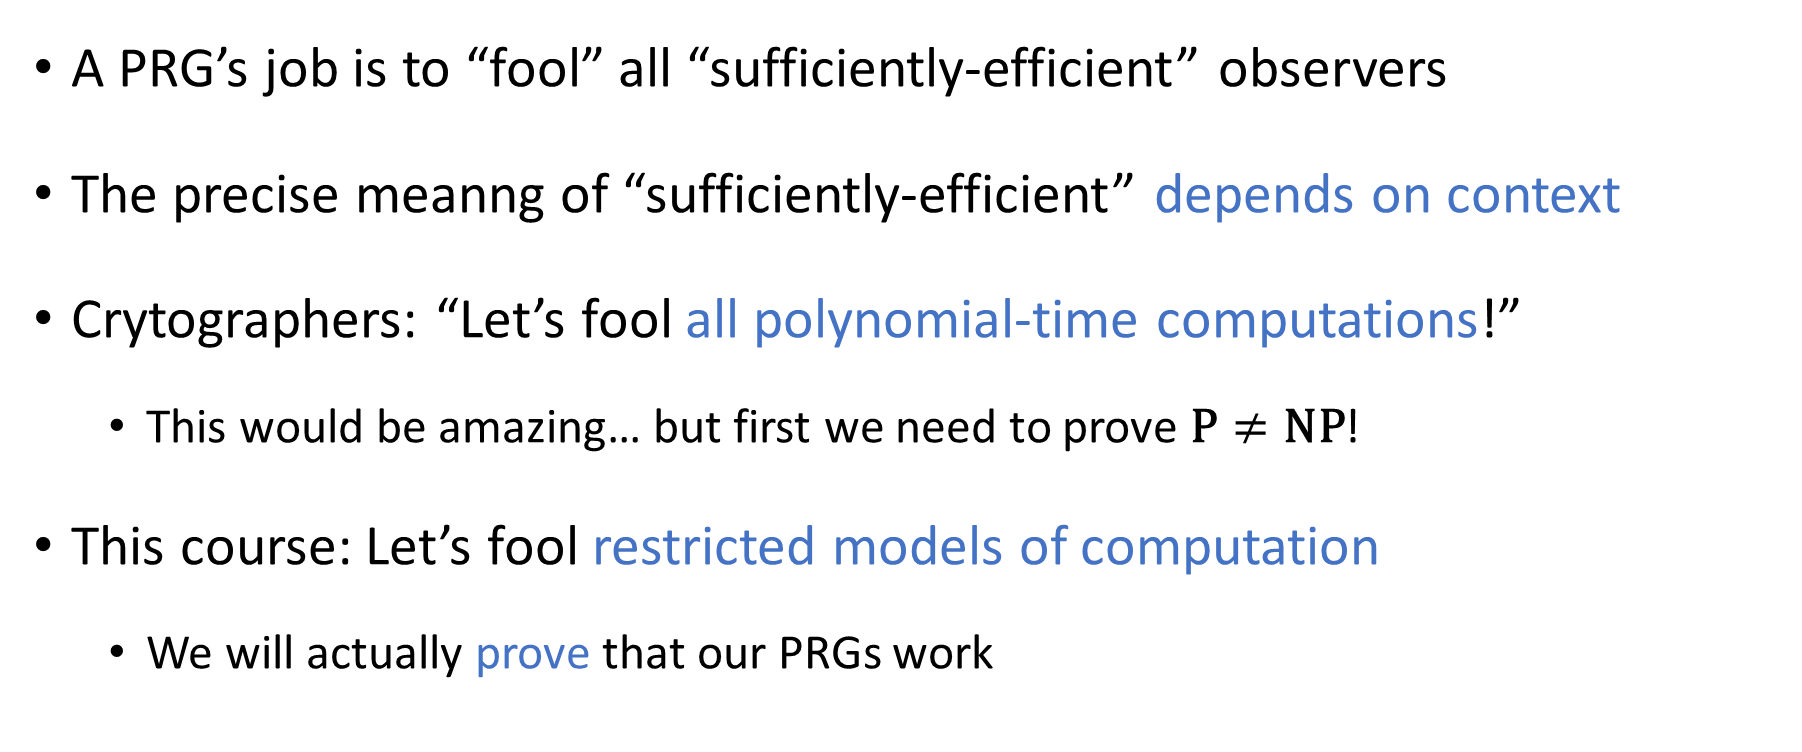 • A PRG’s job is to “fool” all “sufficiently-efficient” observers
• The precise meanng of “sufficiently-efficient” depends on context
• Crytographers: “Let’s fool all polynomial-time computations!”
• This would be amazing… but first we need to prove P ≠ NP!
• This course: Let’s fool restricted models of computation
• We will actually prove that our PRGs work